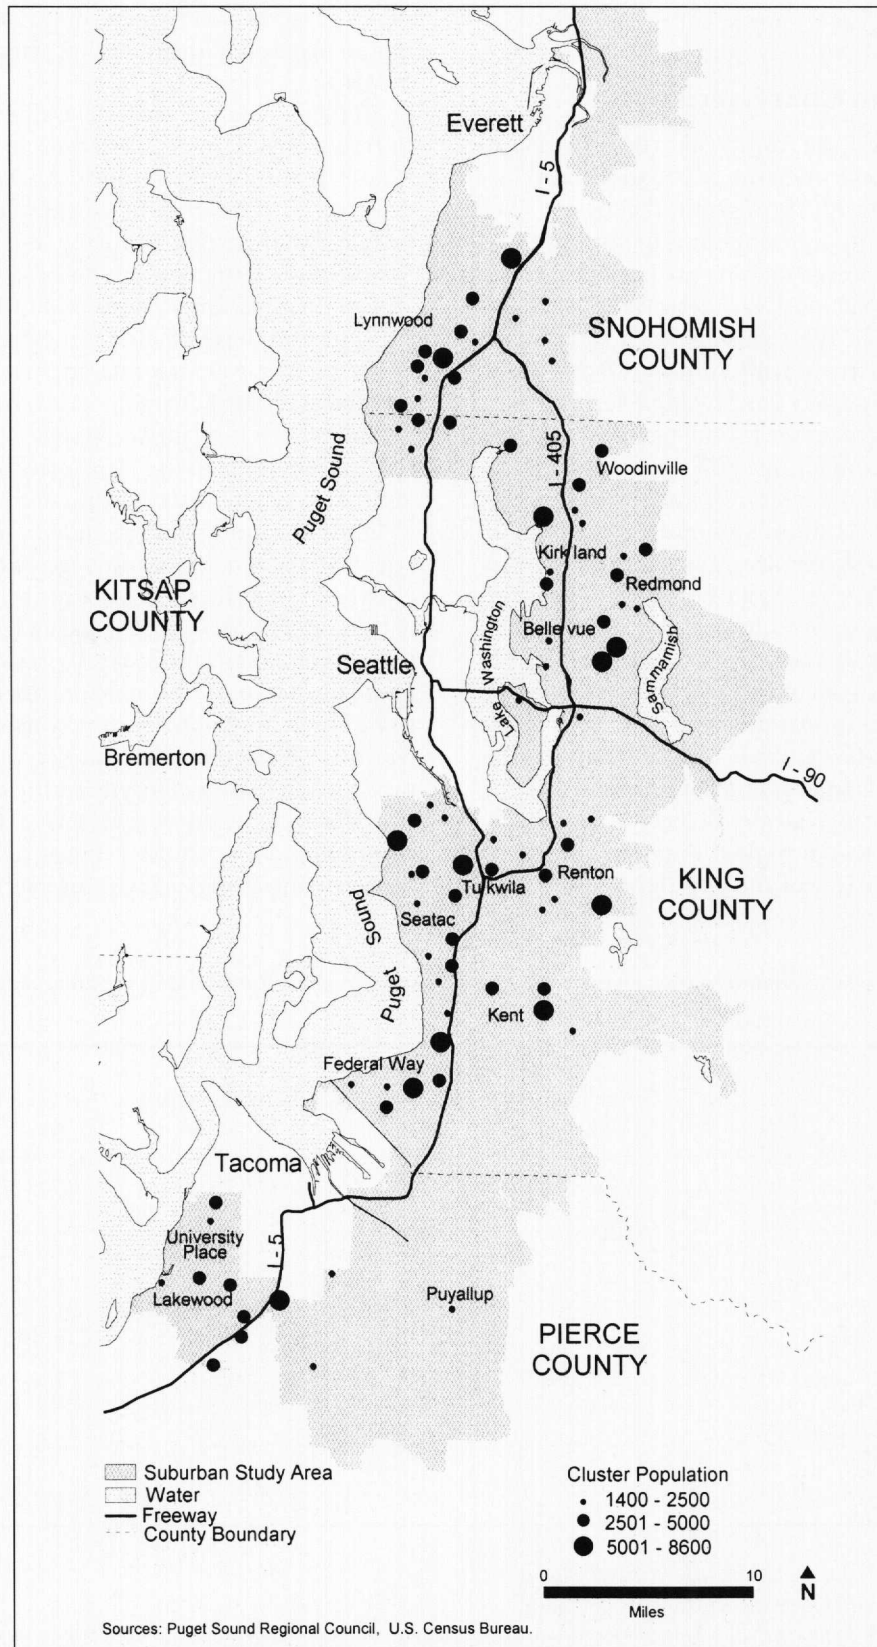 Everett
I - 5
Lynnwood
SNOHOMISH
COUNTY
Puget Sound
I - 405
Woodinville
Kirk land
KITSAP
COUNTY
Redmond
Lake Washington
Belle vue
Sammamish
Seattle
Bremerton
I - 90
Renton
Tukwila
KING
COUNTY
Seatac
Puget Sound
Kent
Federal Way
Tacoma
University
Place
I - 5
Lakewood
Puyallup
PIERCE
COUNTY
Suburban Study Area
Water
Freeway
County Boundary
Cluster Population
1400 - 2500
2501 - 5000
5001 - 8600
0 10
Miles
N
Sources: Puget Sound Regional Council, U.S. Census Bureau.